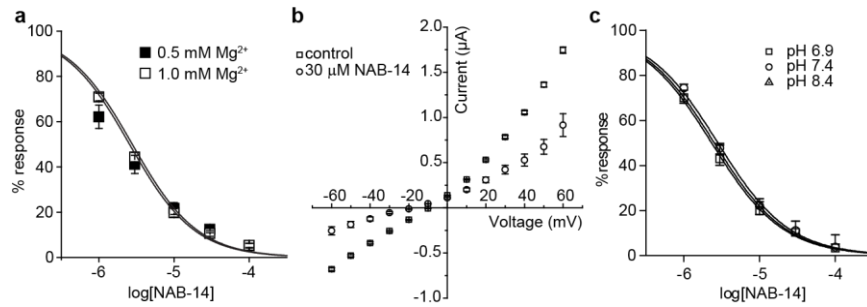 a
100
80
60
40
20
0
% response
0.5 mM Mg²⁺
1.0 mM Mg²⁺
-6
-5
-4
log[NAB-14]
b
control
30 µM NAB-14
Current (µA)
2.0
1.5
1.0
0.5
-0.5
-1.0
-60
-40
-20
0
20
40
60
Voltage (mV)
c
100
80
60
40
20
0
% response
pH 6.9
pH 7.4
pH 8.4
-6
-5
-4
log[NAB-14]